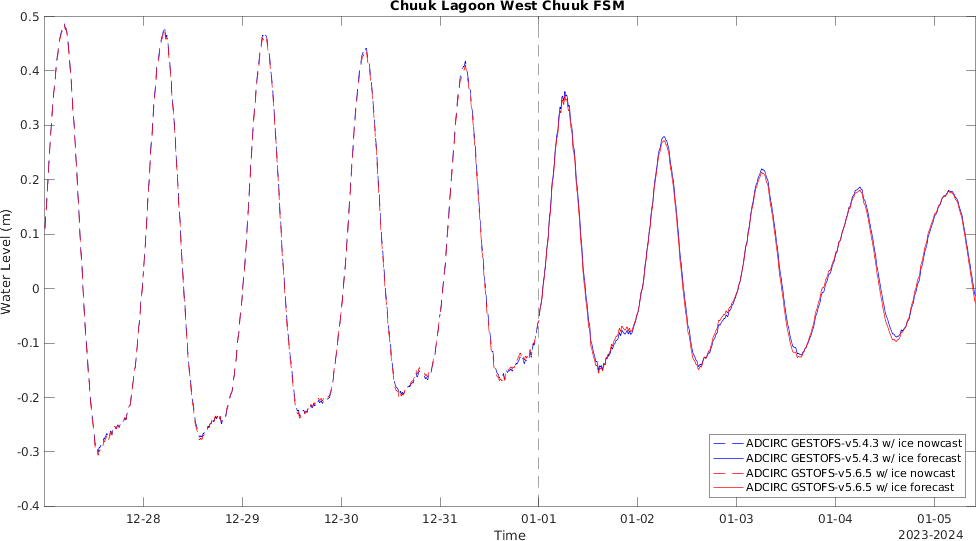 Chuuk Lagoon West Chuuk FSM
0.5
0.4
0.3
0.2
0.1
0
-0.1
-0.2
-0.3
-0.4
Water Level (m)
12-28
12-29
12-30
12-31
01-01
01-02
01-03
01-04
01-05
Time
2023-2024
ADCIRC GESTOFS-v5.4.3 w/ ice nowcast
ADCIRC GESTOFS-v5.4.3 w/ ice forecast
ADCIRC GSTOFS-v5.6.5 w/ ice nowcast
ADCIRC GSTOFS-v5.6.5 w/ ice forecast